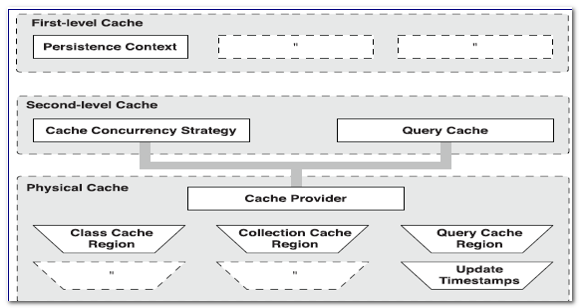 First-level Cache
Persistence Context
"
"
Second-level Cache
Cache Concurrency Strategy
Query Cache
Physical Cache
Cache Provider
Class Cache
Region
Collection Cache
Region
Query Cache
Region
"
"
Update
Timestamps